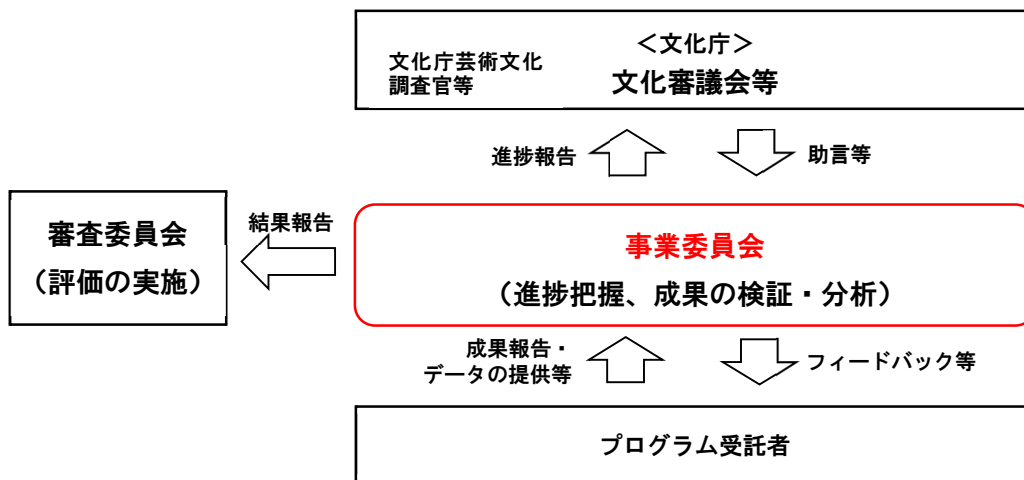 文化庁芸術文化
調査官等
＜文化庁＞
文化審議会等
進捗報告
助言等
審査委員会
（評価の実施）
結果報告
事業委員会
（進捗把握、成果の検証・分析）
成果報告・
データの提供等
フィードバック等
プログラム受託者